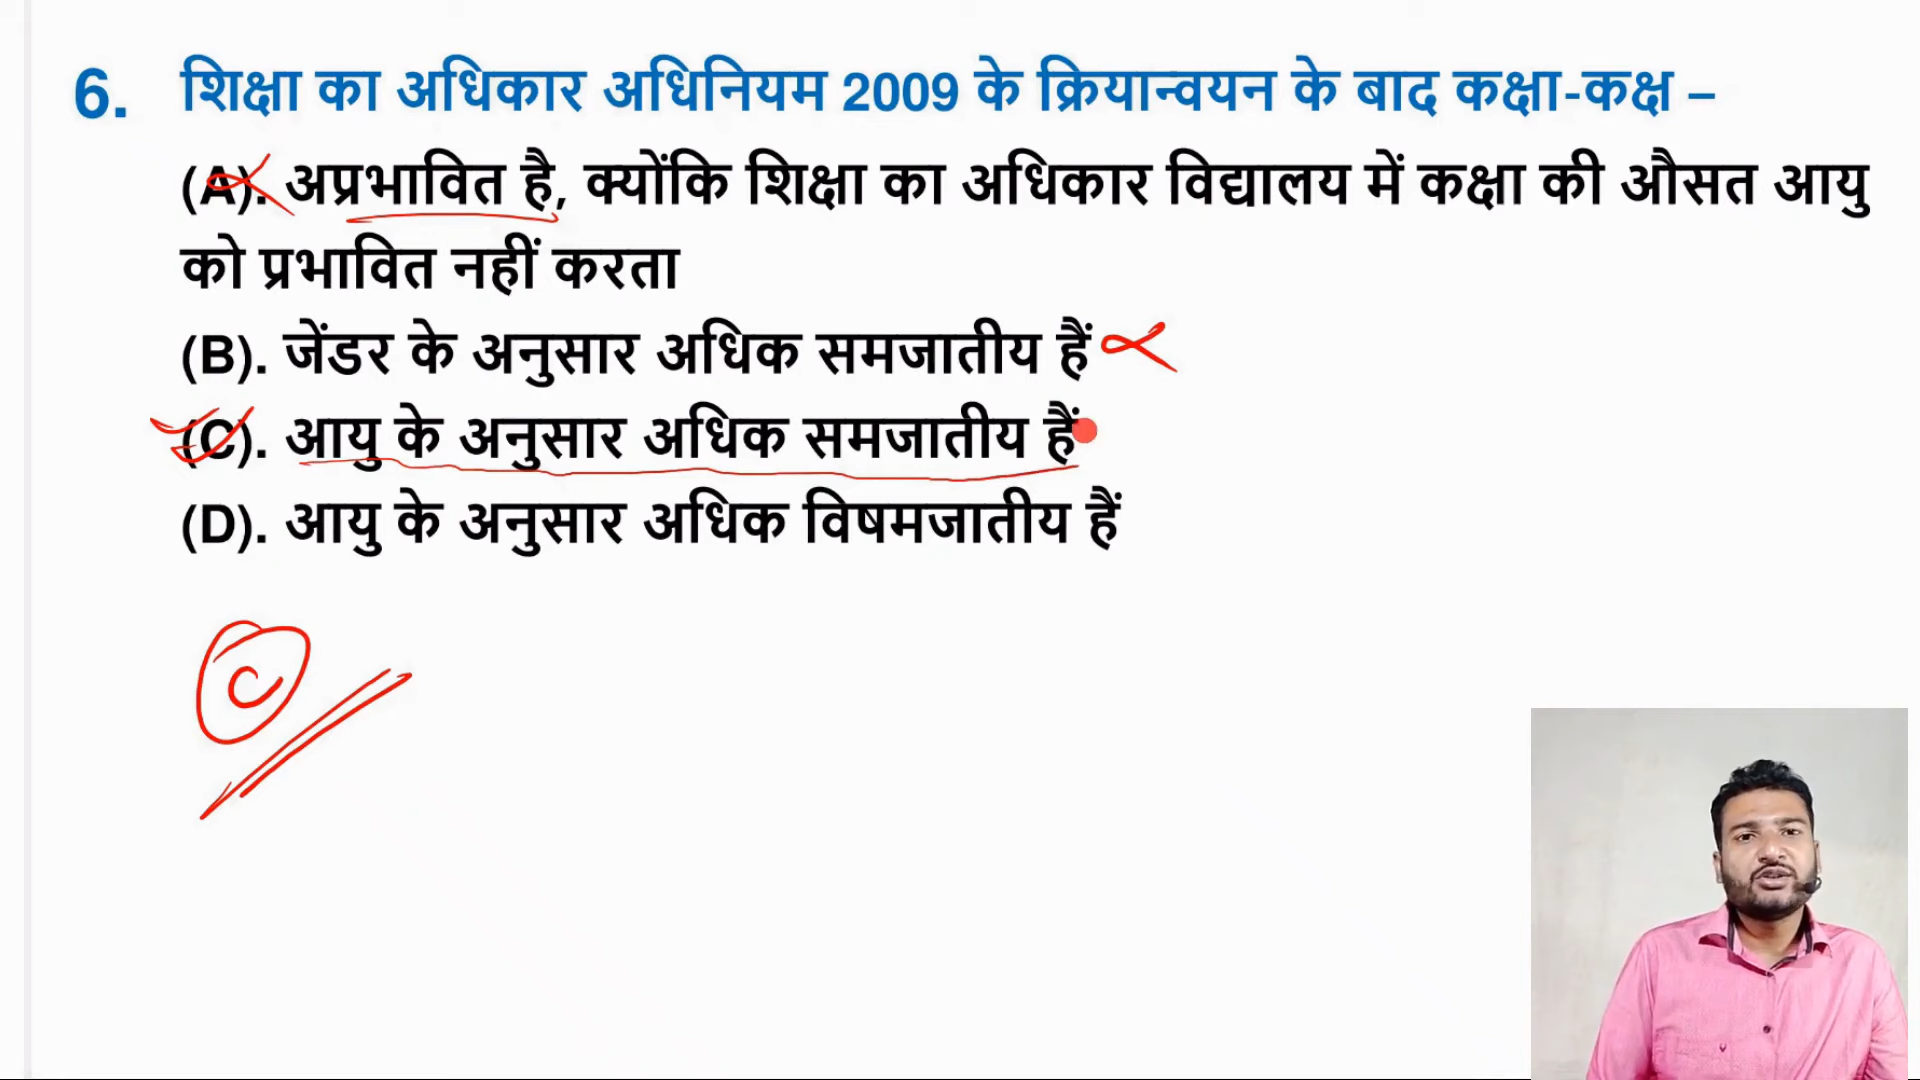 6. शिक्षा का अधिकार अधिनियम 2009 के क्रियान्वयन के बाद कक्षा-कक्ष –
(A). अप्रभावित है, क्योंकि शिक्षा का अधिकार विद्यालय में कक्षा की औसत आयु
को प्रभावित नहीं करता
(B). जेंडर के अनुसार अधिक समजातीय हैं
(C). आयु के अनुसार अधिक समजातीय हैं
(D). आयु के अनुसार अधिक विषमजातीय हैं
C